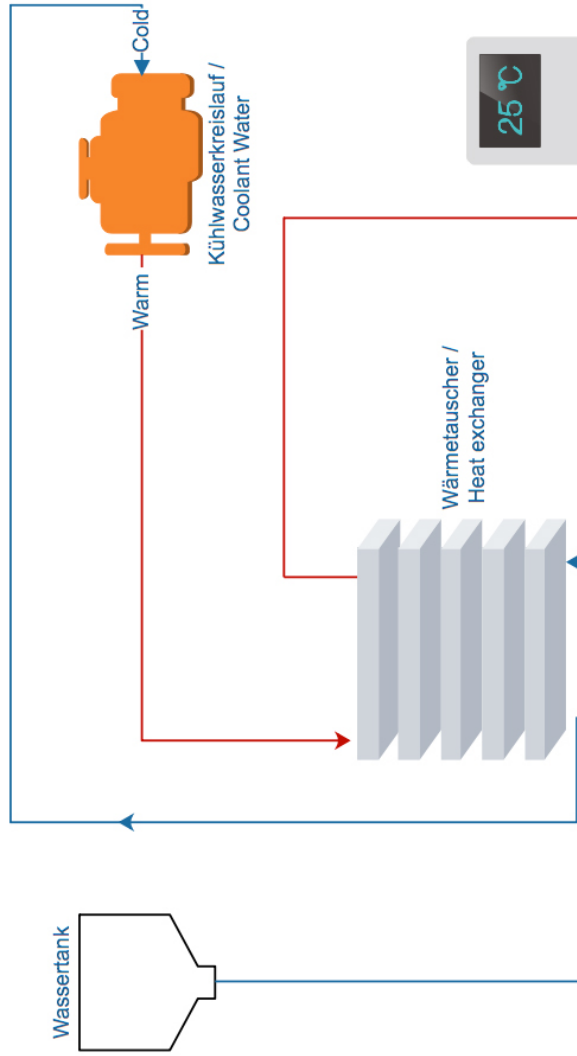 Wassertank
Warm
Cold
Kühlwasserkreislauf /
Coolant Water
Wärmetauscher /
Heat exchanger
25 °C